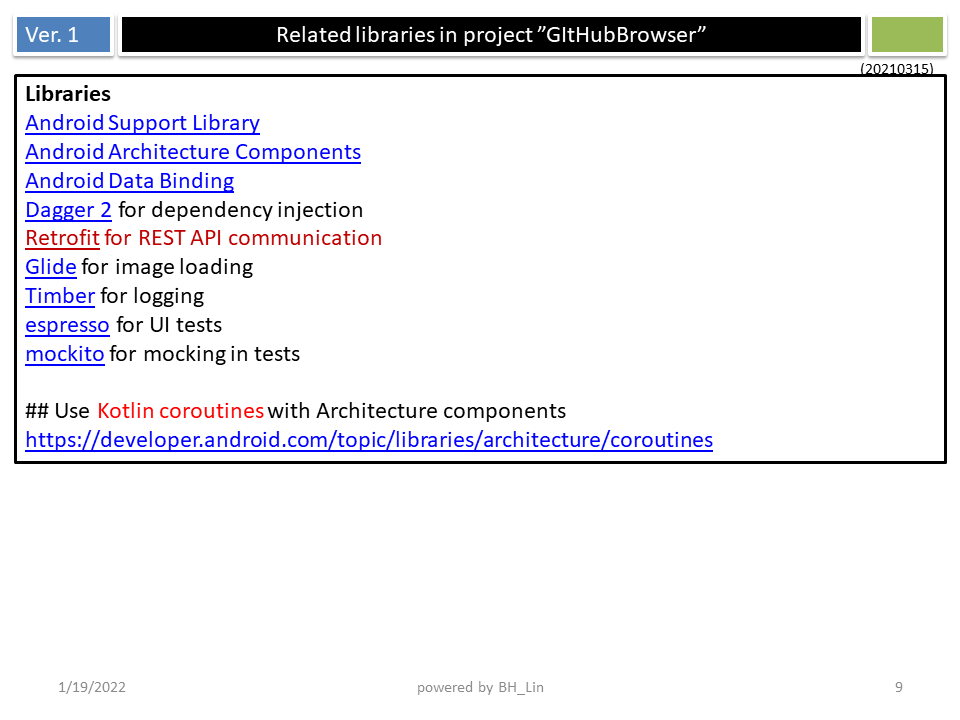 Ver. 1
Related libraries in project ”GItHubBrowser”
(20210315)
Libraries
Android Support Library
Android Architecture Components
Android Data Binding
Dagger 2 for dependency injection
Retrofit for REST API communication
Glide for image loading
Timber for logging
espresso for UI tests
mockito for mocking in tests
## Use Kotlin coroutines with Architecture components
https://developer.android.com/topic/libraries/architecture/coroutines
1/19/2022
powered by BH_Lin
9